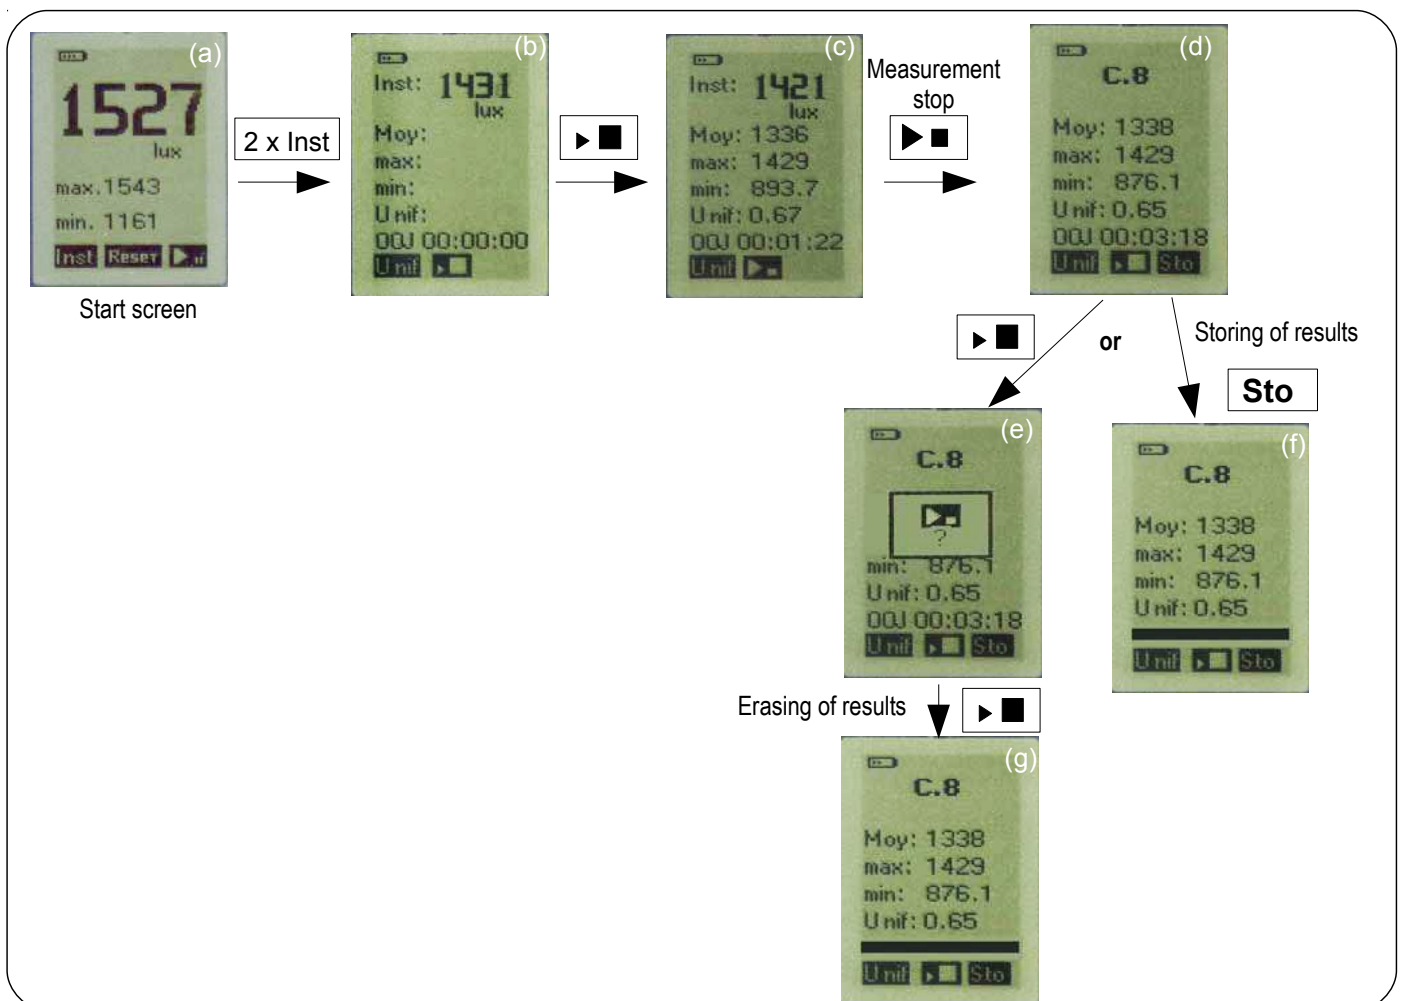 (a)
1527
lux
max.1543
min. 1161
Inst Reset
Start screen
2 x Inst
(b)
Inst: 1431
lux
Moy:
max:
min:
Unif:
00J 00:00:00
Unif
(c)
Inst: 1421
lux
Moy: 1336
max: 1429
min: 893.7
Unif: 0.67
00J 00:01:22
Unif
Measurement
stop
(d)
C.8
Moy: 1338
max: 1429
min: 876.1
Unif: 0.65
00J 00:03:18
Unif Sto
or
Storing of results
Sto
(e)
C.8
?
min: 876.1
Unif: 0.65
00J 00:03:18
Unif Sto
(f)
C.8
Moy: 1338
max: 1429
min: 876.1
Unif: 0.65
Unif Sto
Erasing of results
(g)
C.8
Moy: 1338
max: 1429
min: 876.1
Unif: 0.65
Unif Sto